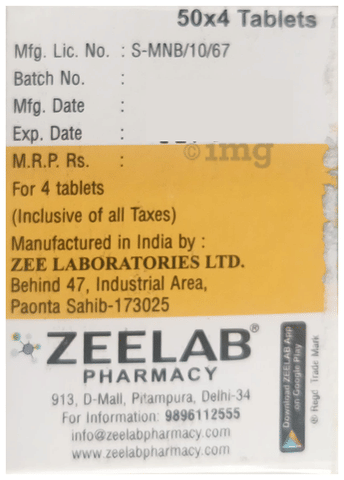 50x4 Tablets
Mfg. Lic. No. : S-MNB/10/67
Batch No. :
Mfg. Date :
Exp. Date :
©1mg
M.R.P. Rs. :
For 4 tablets
(Inclusive of all Taxes)
Manufactured in India by :
ZEE LABORATORIES LTD.
Behind 47, Industrial Area,
Paonta Sahib-173025
ZEELAB®
PHARMACY
913, D-Mall, Pitampura, Delhi-34
For Information: 9896112555
info@zeelabpharmacy.com
www.zeelabpharmacy.com
Download ZEELAB App
on Google Play
® Regd. Trade Mark